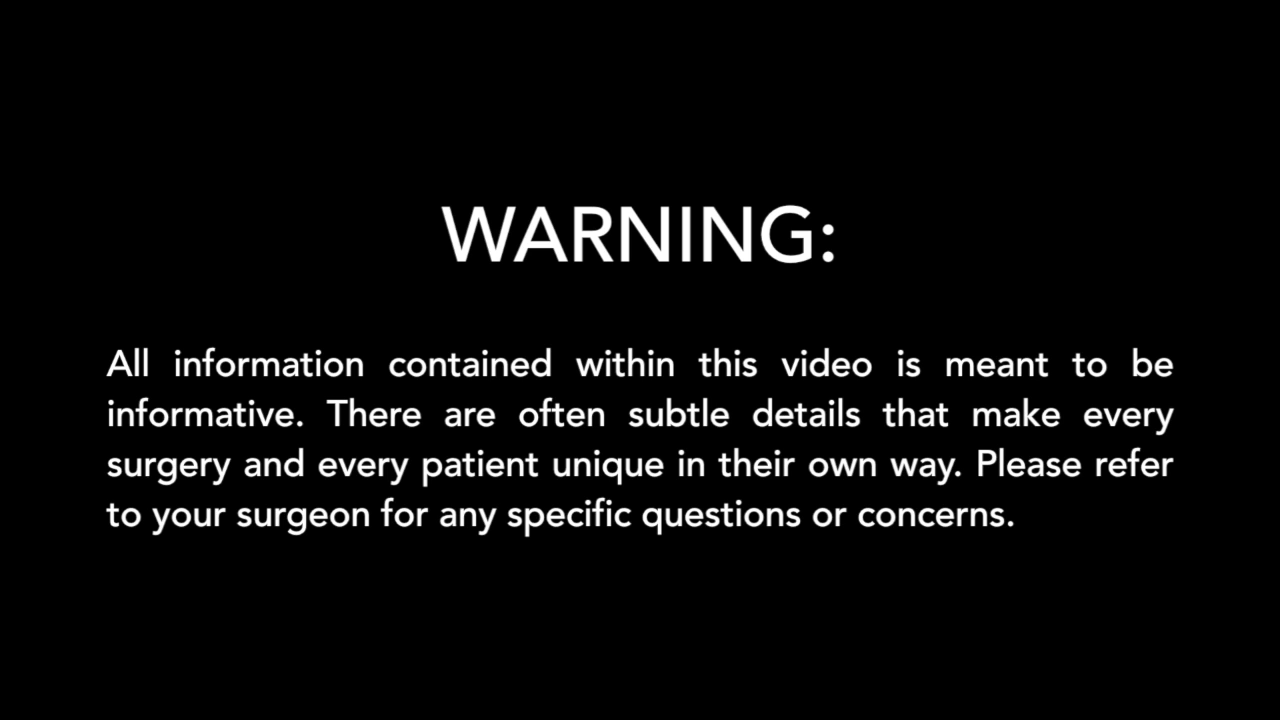 WARNING:
All information contained within this video is meant to be
informative. There are often subtle details that make every
surgery and every patient unique in their own way. Please refer
to your surgeon for any specific questions or concerns.